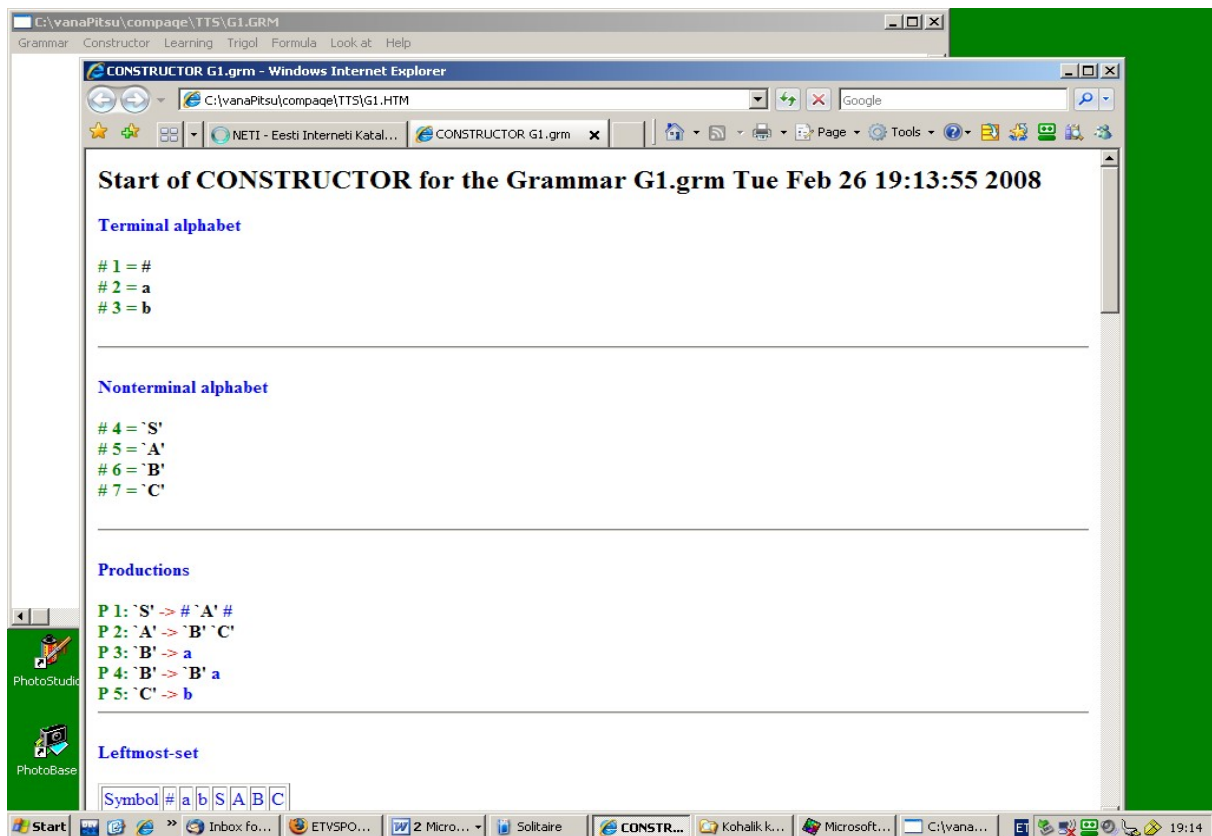 C:\vanaPitsu\compaqe\TTS\G1.GRM
Grammar Constructor Learning Trigol Formula Look at Help
CONSTRUCTOR G1.grm - Windows Internet Explorer
C:\vanaPitsu\compaqe\TTS\G1.HTM
Google
NETI - Eesti Interneti Katal...
CONSTRUCTOR G1.grm
Page Tools
Start of CONSTRUCTOR for the Grammar G1.grm Tue Feb 26 19:13:55 2008
Terminal alphabet
# 1 = #
# 2 = a
# 3 = b
Nonterminal alphabet
# 4 = `S'
# 5 = `A'
# 6 = `B'
# 7 = `C'
Productions
P 1: `S' -> # `A' #
P 2: `A' -> `B' `C'
P 3: `B' -> a
P 4: `B' -> `B' a
P 5: `C' -> b
Leftmost-set
Symbol # a b S A B C
PhotoStudio
PhotoBase
Start » Inbox fo... ETVSPO... 2 Micro... Solitaire CONSTR... Kohalik k... Microsoft... C:\vana... ET 19:14